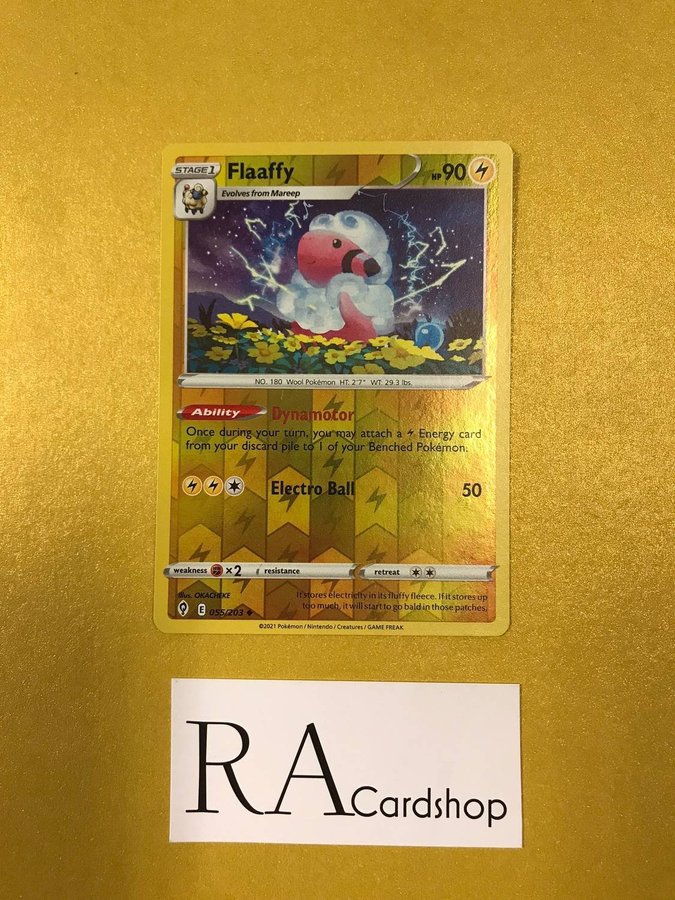 STAGE 1
Flaaffy
HP 90
Evolves from Mareep
NO. 180 Wool Pokémon HT: 2'7" WT: 29.3 lbs.
Ability Dynamotor
Once during your turn, you may attach a Energy card
from your discard pile to 1 of your Benched Pokémon.
Electro Ball 50
weakness ×2 resistance retreat
Illus. OKACHEKE
It stores electricity in its fluffy fleece. If it stores up
too much, it will start to go bald in those patches.
E 055/203
©2021 Pokémon / Nintendo / Creatures / GAME FREAK
RA Cardshop